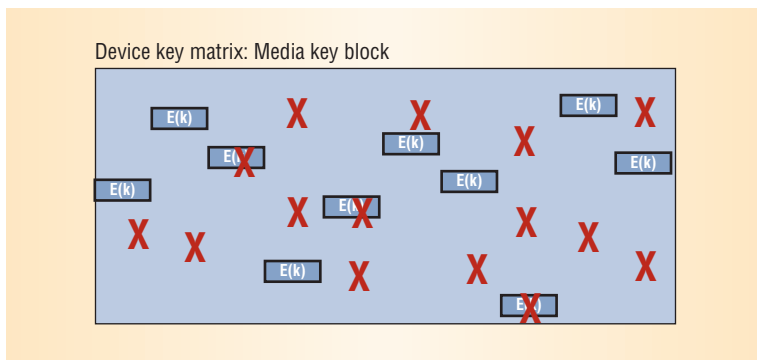 Device key matrix: Media key block
E(k) X X E(k) X
E(k) X E(k) X E(k) X
E(k) E(k)
X E(k) X X
X X X
E(k) X X X
E(k) X